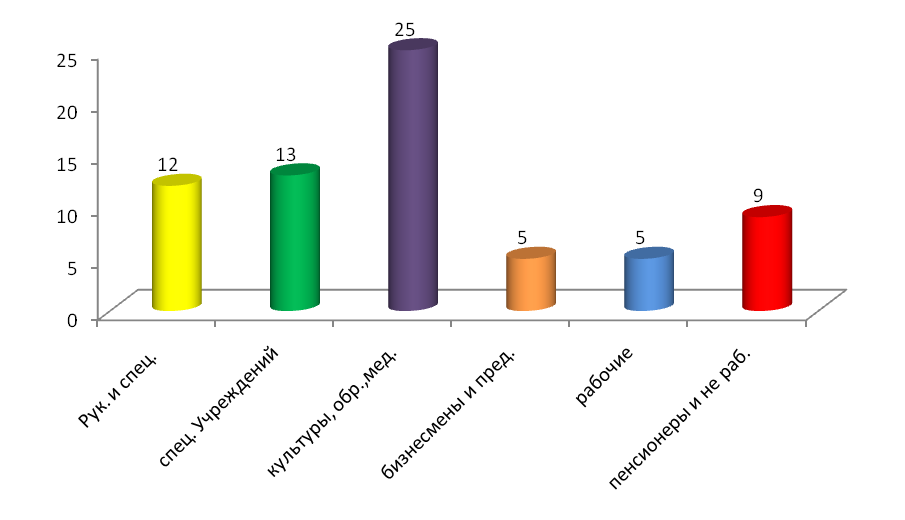 25
20
15
10
5
0
12
13
25
5
5
9
Рук. и спец.
спец. Учреждений
культуры, обр.,мед.
бизнесмены и пред.
рабочие
пенсионеры и не раб.